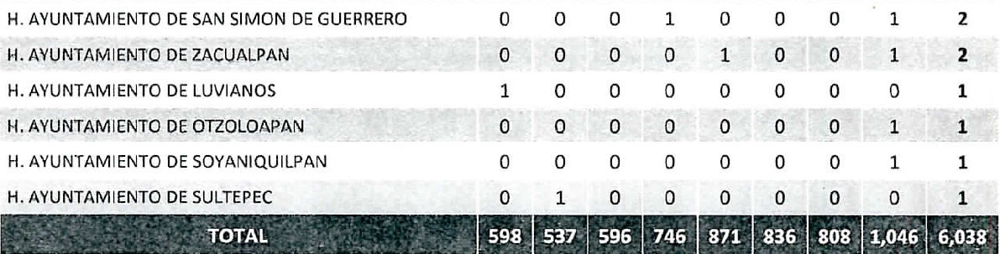 H. AYUNTAMIENTO DE SAN SIMON DE GUERRERO 0 0 0 1 0 0 0 1 2
H. AYUNTAMIENTO DE ZACUALPAN 0 0 0 0 1 0 0 1 2
H. AYUNTAMIENTO DE LUVIANOS 1 0 0 0 0 0 0 0 1
H. AYUNTAMIENTO DE OTZOLOAPAN 0 0 0 0 0 0 0 1 1
H. AYUNTAMIENTO DE SOYANIQUILPAN 0 0 0 0 0 0 0 1 1
H. AYUNTAMIENTO DE SULTEPEC 0 1 0 0 0 0 0 0 1
TOTAL 598 537 596 746 871 836 808 1,046 6,038